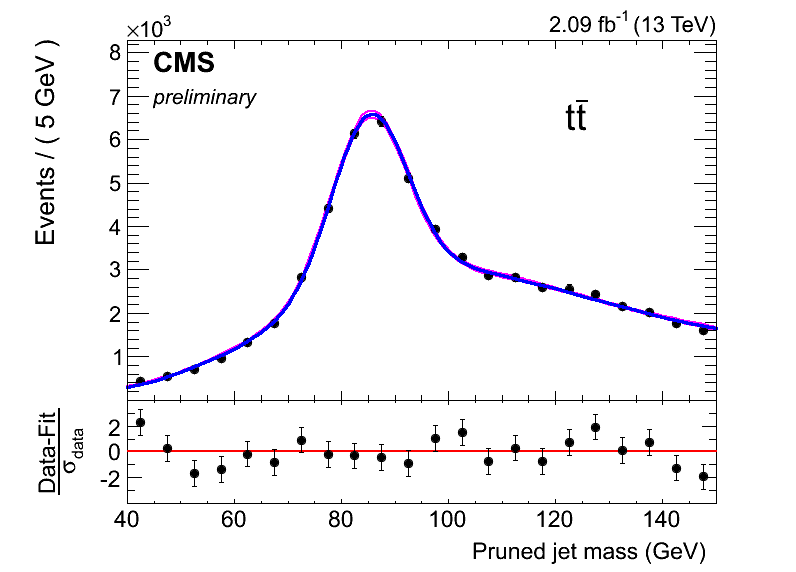 ×10³
2.09 fb⁻¹ (13 TeV)
CMS
preliminary
tt̄
Events / ( 5 GeV )
8
7
6
5
4
3
2
1
Data-Fit
σdata
2
0
-2
40 60 80 100 120 140
Pruned jet mass (GeV)